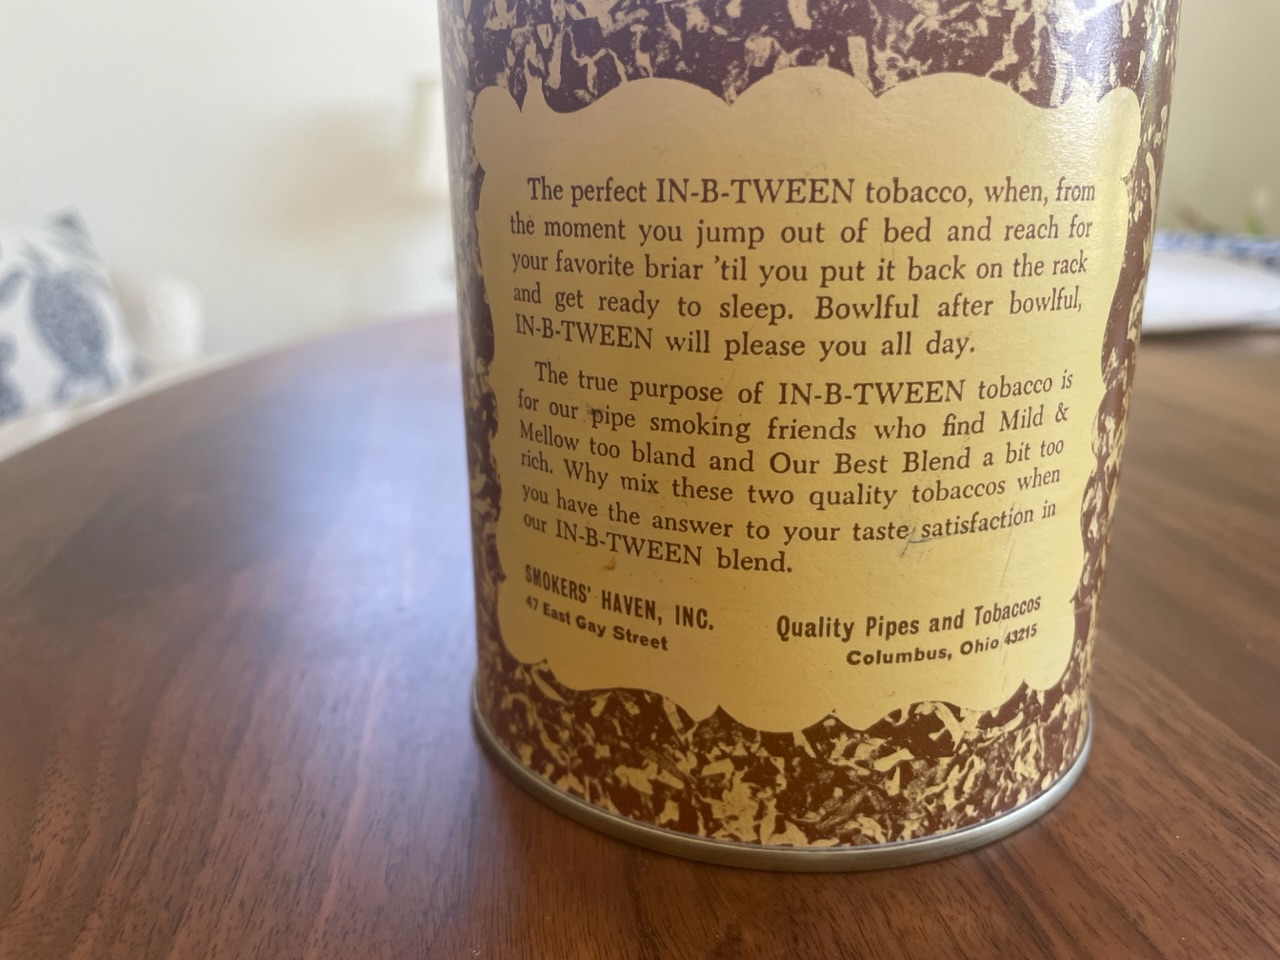 The perfect IN-B-TWEEN tobacco, when, from
the moment you jump out of bed and reach for
your favorite briar 'til you put it back on the rack
and get ready to sleep. Bowlful after bowlful,
IN-B-TWEEN will please you all day.
The true purpose of IN-B-TWEEN tobacco is
for our pipe smoking friends who find Mild &
Mellow too bland and Our Best Blend a bit too
rich. Why mix these two quality tobaccos when
you have the answer to your taste satisfaction in
our IN-B-TWEEN blend.
SMOKERS' HAVEN, INC.
47 East Gay Street
Quality Pipes and Tobaccos
Columbus, Ohio 43215